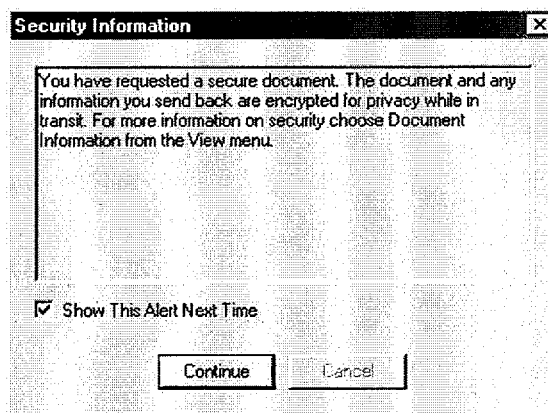 Security Information
You have requested a secure document. The document and any
information you send back are encrypted for privacy while in
transit. For more information on security choose Document
Information from the View menu.
Show This Alert Next Time
Continue
Cancel